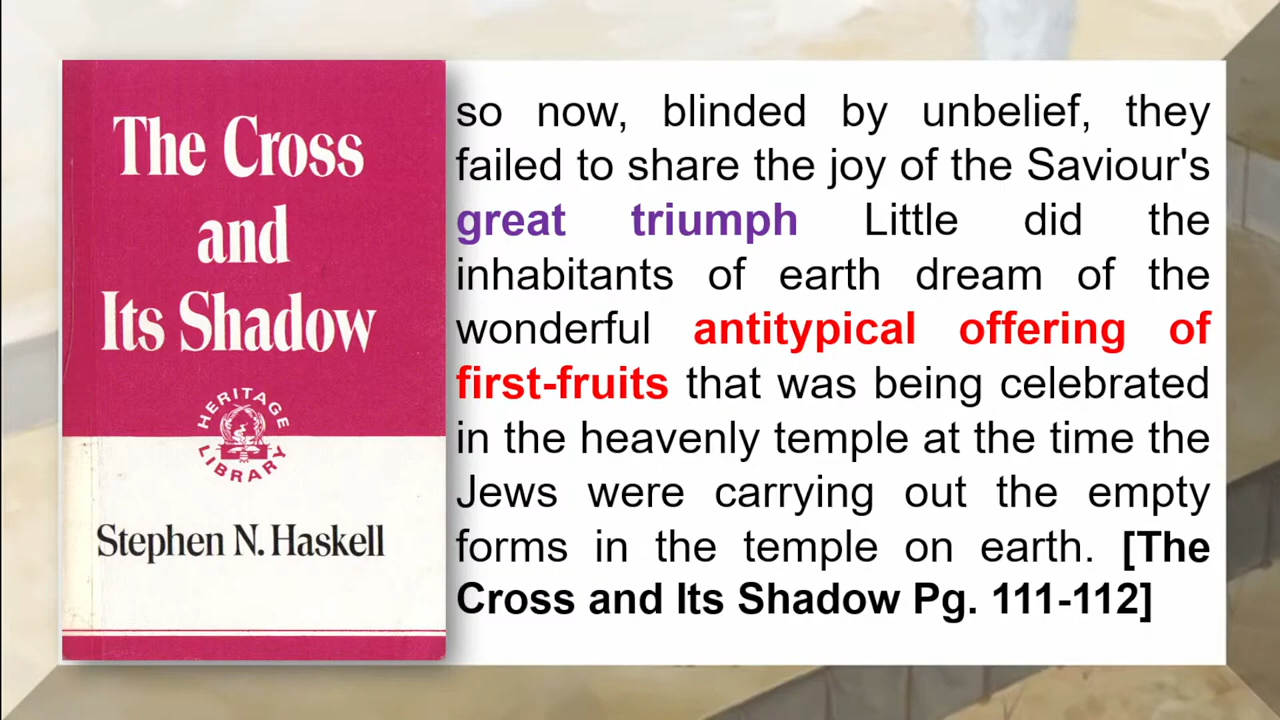 The Cross
and
Its Shadow
HERITAGE
LIBRARY
Stephen N. Haskell
so now, blinded by unbelief, they
failed to share the joy of the Saviour's
great triumph Little did the
inhabitants of earth dream of the
wonderful antitypical offering of
first-fruits that was being celebrated
in the heavenly temple at the time the
Jews were carrying out the empty
forms in the temple on earth. [The
Cross and Its Shadow Pg. 111-112]